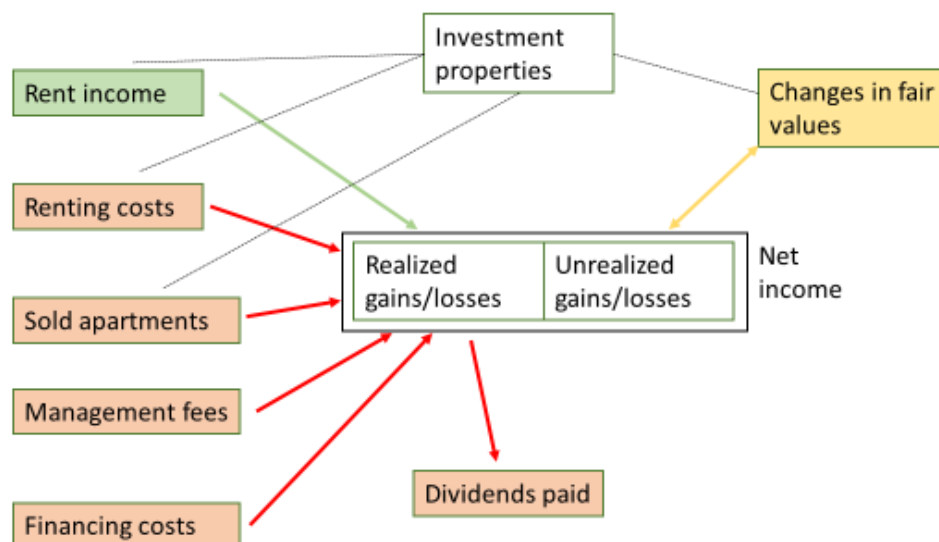 Investment
properties
Rent income
Changes in fair
values
Renting costs
Realized
gains/losses
Unrealized
gains/losses
Net
income
Sold apartments
Management fees
Dividends paid
Financing costs